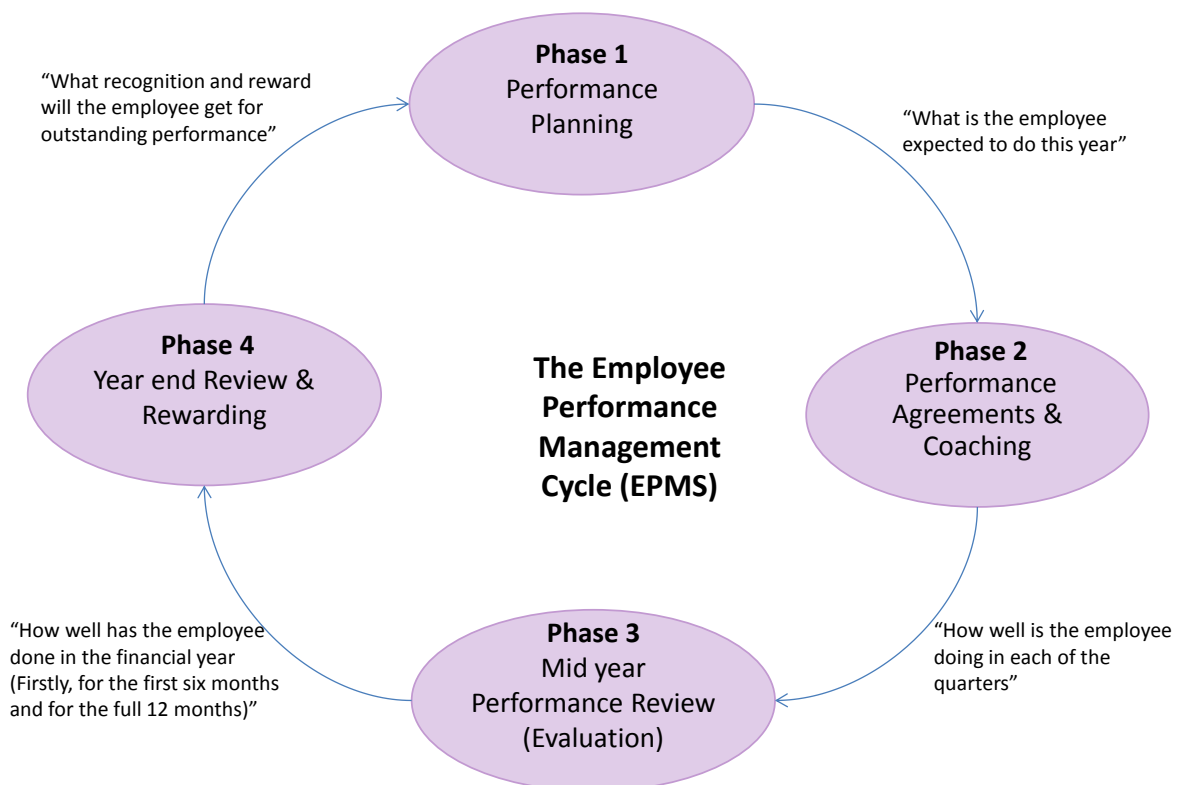 Phase 1
Performance
Planning
“What recognition and reward
will the employee get for
outstanding performance”
“What is the employee
expected to do this year”
Phase 4
Year end Review &
Rewarding
The Employee
Performance
Management
Cycle (EPMS)
Phase 2
Performance
Agreements &
Coaching
“How well has the employee
done in the financial year
(Firstly, for the first six months
and for the full 12 months)”
Phase 3
Mid year
Performance Review
(Evaluation)
“How well is the employee
doing in each of the
quarters”